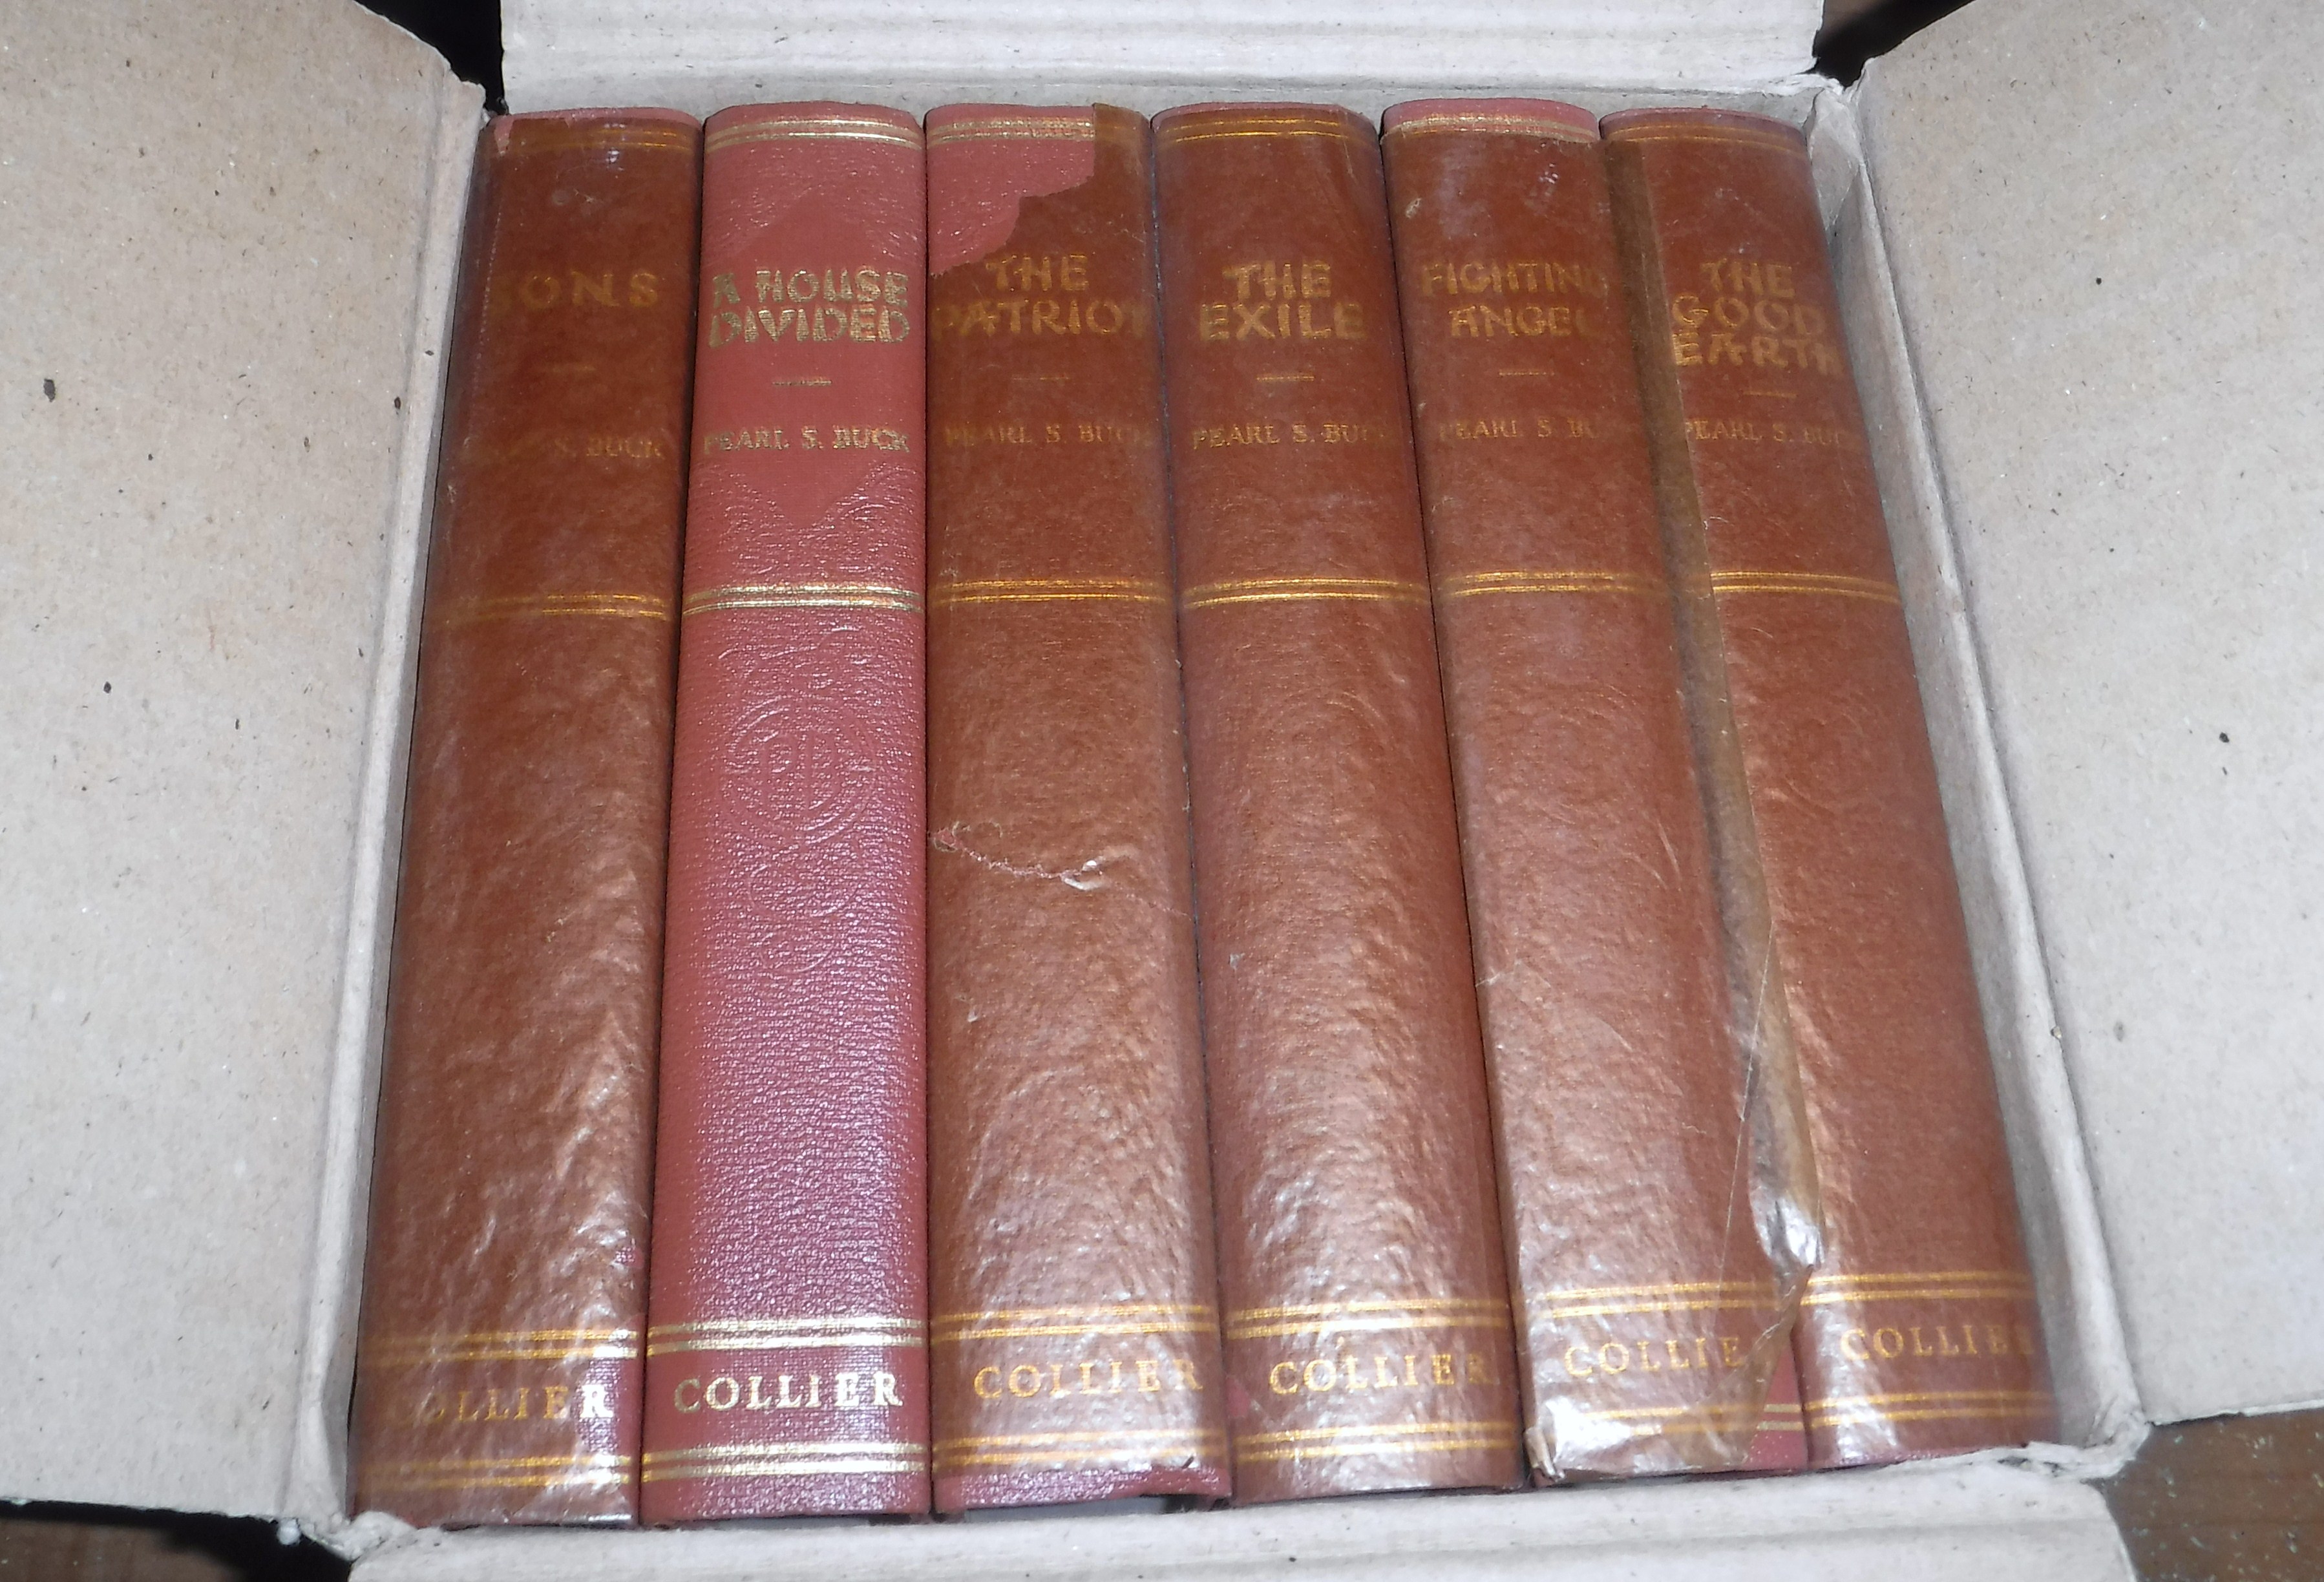 SONS
BUCK
COLLIER
A HOUSE
DIVIDED
PEARL S. BUCK
COLLIER
THE
PATRIOT
PEARL S. BUCK
COLLIER
THE
EXILE
PEARL S. BUCK
COLLIER
FIGHTING
ANGEL
PEARL S. BUCK
COLLIER
THE
GOOD
EARTH
PEARL S. BUCK
COLLIER